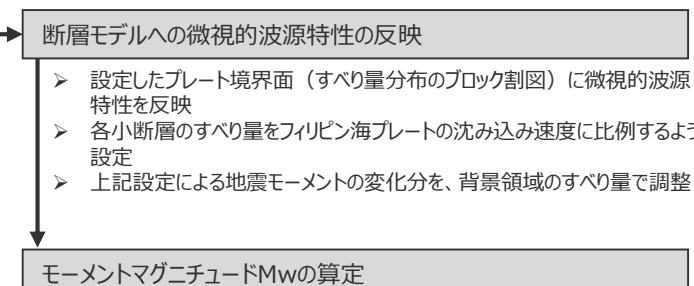 断層モデルへの微視的波源特性の反映
➢ 設定したプレート境界面（すべり量分布のブロック割図）に微視的波源
特性を反映
➢ 各小断層のすべり量をフィリピン海プレートの沈み込み速度に比例するよ
設定
➢ 上記設定による地震モーメントの変化分を、背景領域のすべり量で調整
モーメントマグニチュードMwの算定